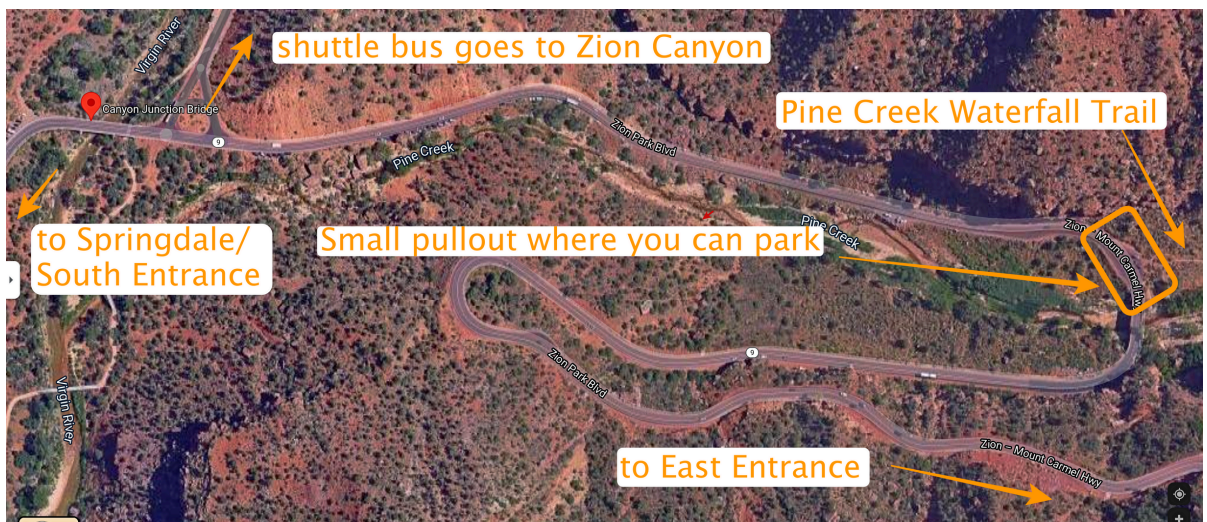 shuttle bus goes to Zion Canyon
Virgin River
Canyon Junction Bridge
Pine Creek Waterfall Trail
9
Zion Park Blvd
Pine Creek
to Springdale/
South Entrance
Small pullout where you can park
Pine Creek
Zion - Mount Carmel Hwy
9
Zion Park Blvd
Virgin River
to East Entrance
Zion - Mount Carmel Hwy